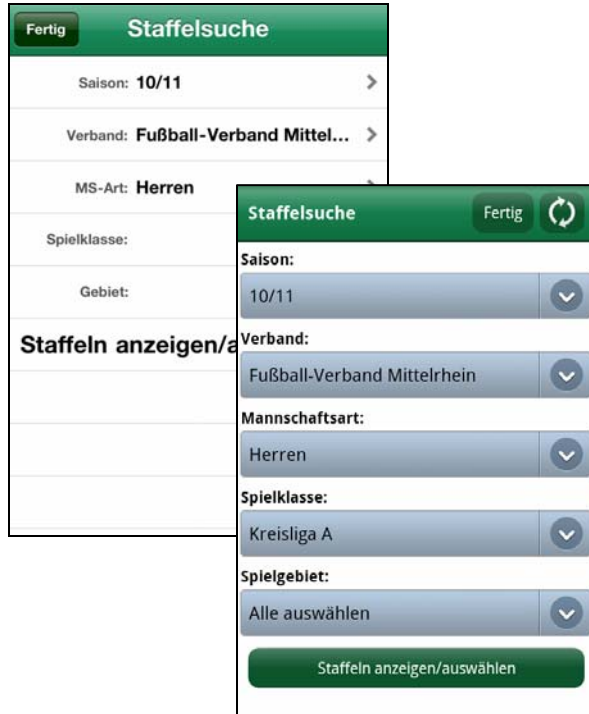 Fertig Staffelsuche
Saison: 10/11
Verband: Fußball-Verband Mittel...
MS-Art: Herren
Spielklasse:
Gebiet:
Staffeln anzeigen/a
Staffelsuche Fertig
Saison:
10/11
Verband:
Fußball-Verband Mittelrhein
Mannschaftsart:
Herren
Spielklasse:
Kreisliga A
Spielgebiet:
Alle auswählen
Staffeln anzeigen/auswählen